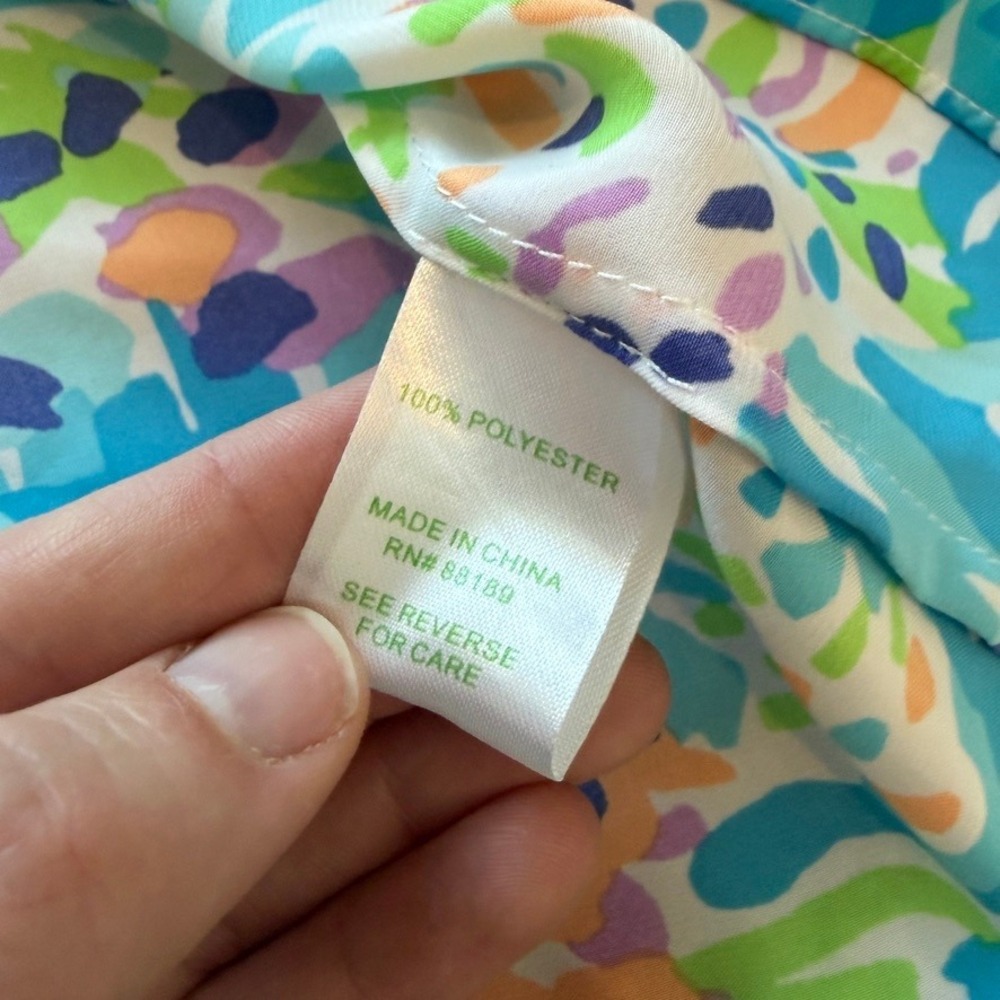 100% POLYESTER
MADE IN CHINA
RN# 88189
SEE REVERSE
FOR CARE